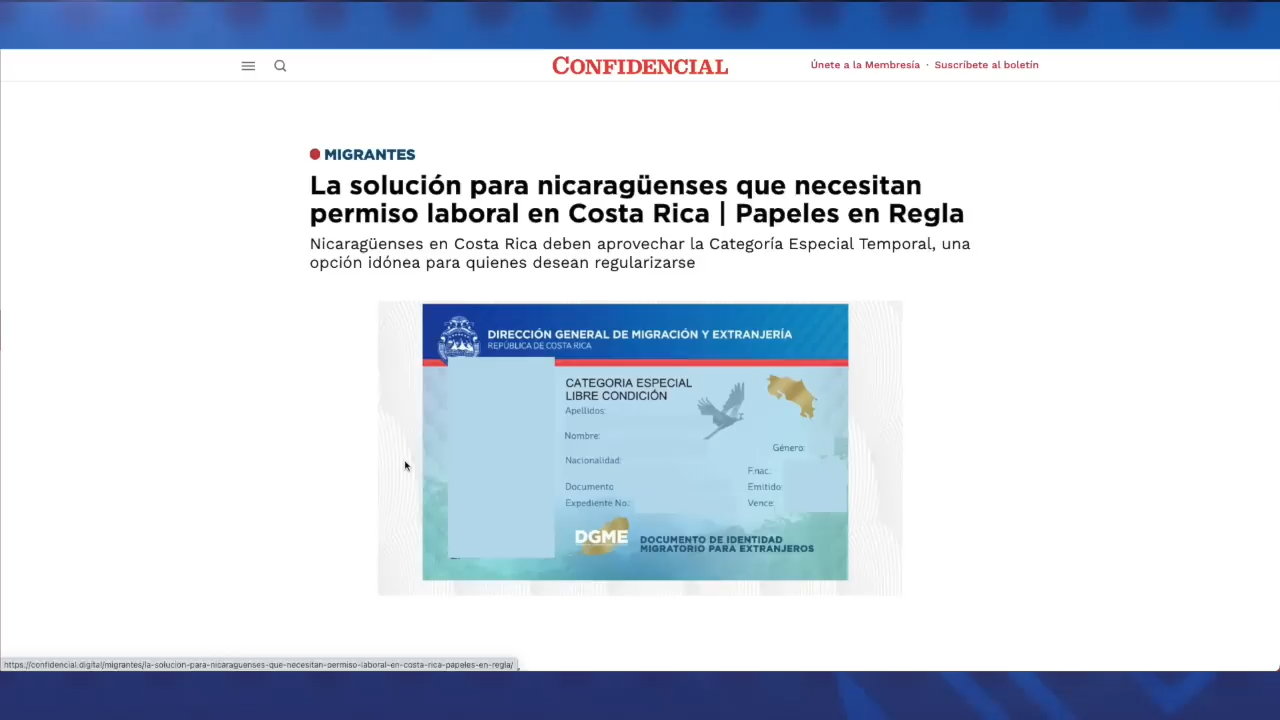 CONFIDENCIAL
Únete a la Membresía · Suscríbete al boletín
MIGRANTES
La solución para nicaragüenses que necesitan
permiso laboral en Costa Rica | Papeles en Regla
Nicaragüenses en Costa Rica deben aprovechar la Categoría Especial Temporal, una
opción idónea para quienes desean regularizarse
DIRECCIÓN GENERAL DE MIGRACIÓN Y EXTRANJERÍA
REPÚBLICA DE COSTA RICA
CATEGORIA ESPECIAL
LIBRE CONDICIÓN
Apellidos:
Nombre:
Género:
Nacionalidad:
F.nac.
Documento
Emitido:
Expediente No.:
Vence:
DGME
DOCUMENTO DE IDENTIDAD
MIGRATORIO PARA EXTRANJEROS
https://confidencial.digital/migrantes/la-solucion-para-nicaraguenses-que-necesitan-permiso-laboral-en-costa-rica-papeles-en-regla/